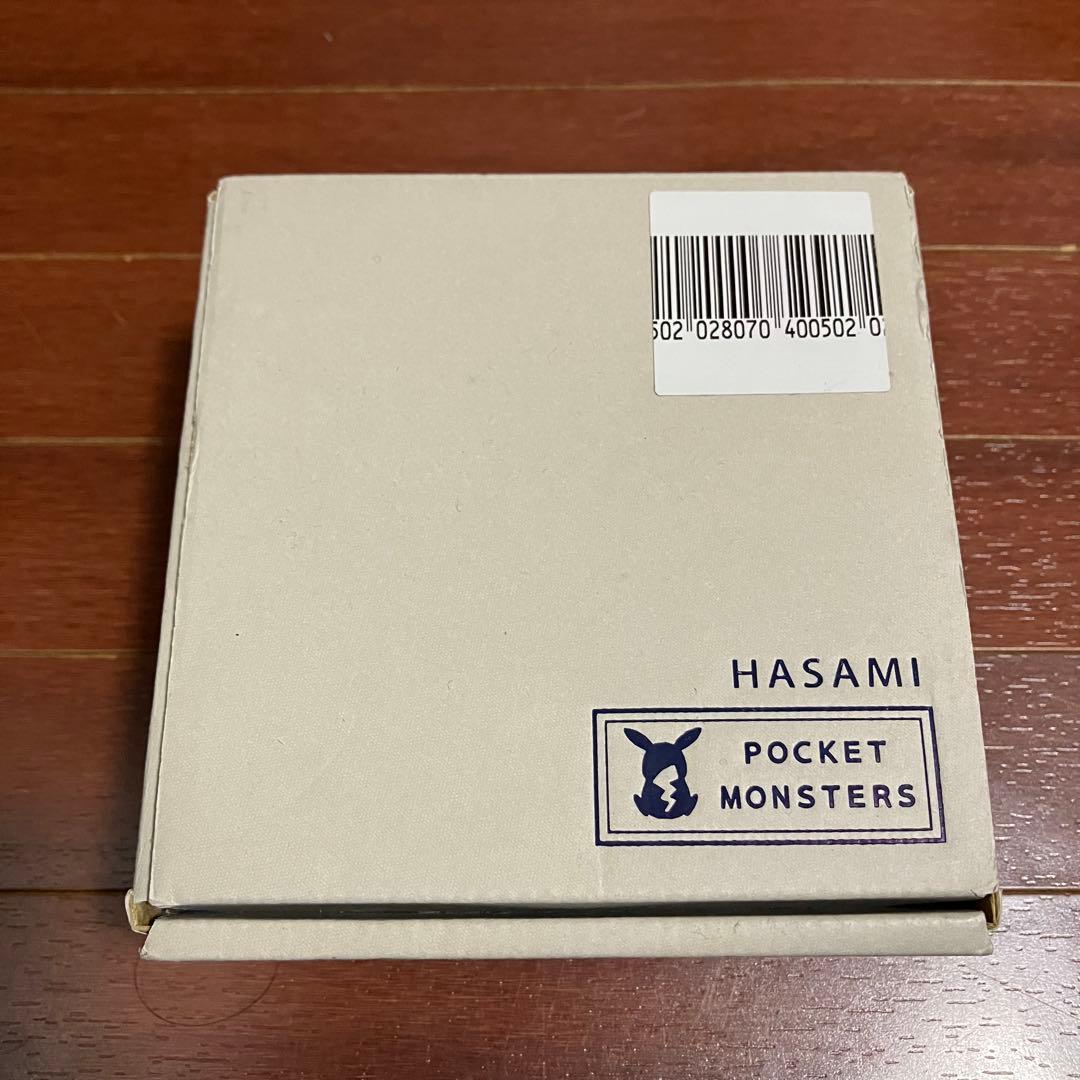 502 028070 400502 0
HASAMI
POCKET
MONSTERS